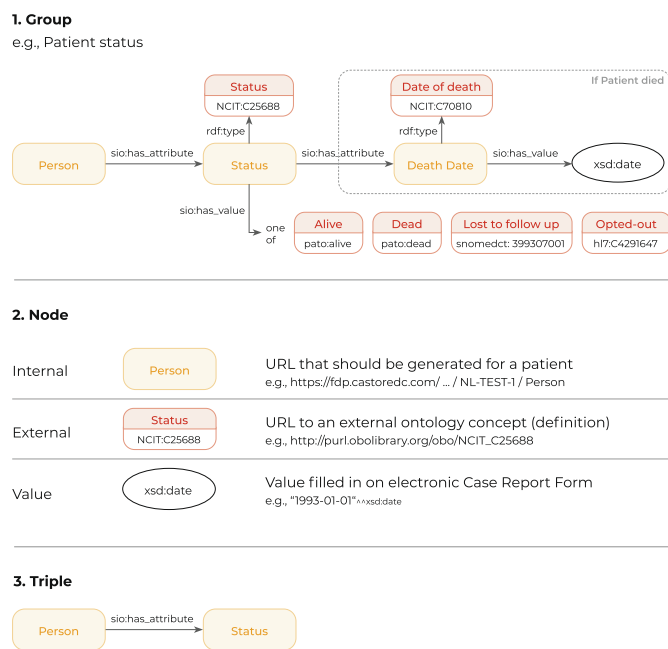 1. Group
e.g., Patient status
If Patient died
Status
NCIT:C25688
Date of death
NCIT:C70810
rdf:type
rdf:type
Person
sio:has_attribute
Status
sio:has_attribute
Death Date
sio:has_value
xsd:date
sio:has_value
one
of
Alive
pato:alive
Dead
pato:dead
Lost to follow up
snomedct: 399307001
Opted-out
hl7:C4291647
2. Node
Internal
Person
URL that should be generated for a patient
e.g., https://fdp.castoredc.com/ ... / NL-TEST-1 / Person
External
Status
NCIT:C25688
URL to an external ontology concept (definition)
e.g., http://purl.obolibrary.org/obo/NCIT_C25688
Value
xsd:date
Value filled in on electronic Case Report Form
e.g., “1993-01-01“^^xsd:date
3. Triple
Person
sio:has_attribute
Status